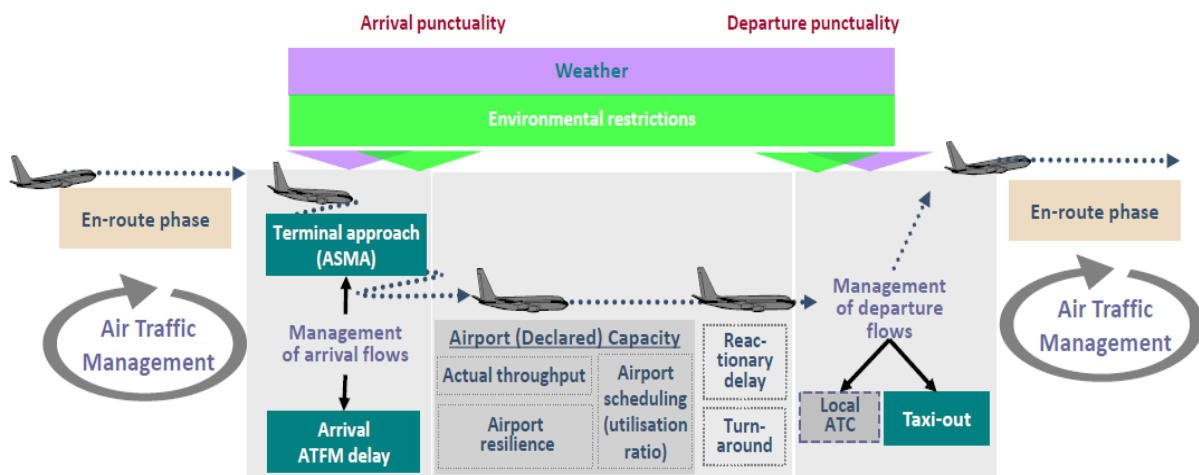 Arrival punctuality
Departure punctuality
Weather
Environmental restrictions
En-route phase
Air Traffic
Management
Terminal approach
(ASMA)
Management
of arrival flows
Arrival
ATFM delay
Airport (Declared) Capacity
Actual throughput
Airport
resilience
Airport
scheduling
(utilisation
ratio)
Reac-
tionary
delay
Turn-
around
Management
of departure
flows
Local
ATC
Taxi-out
En-route phase
Air Traffic
Management